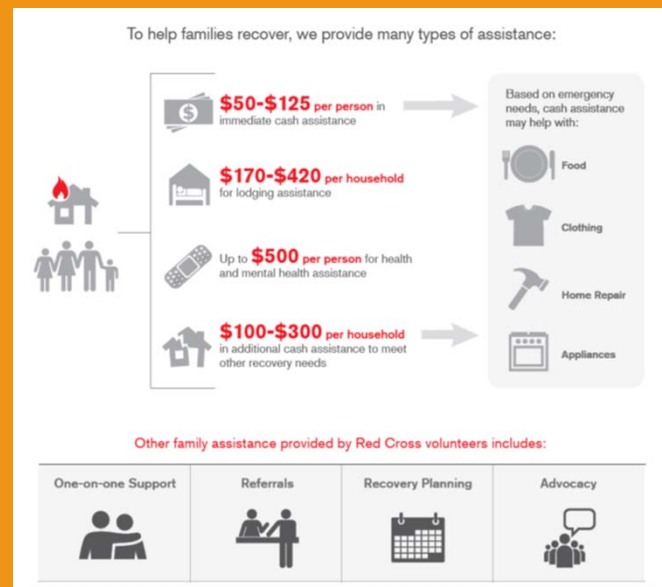 To help families recover, we provide many types of assistance:
$50-$125 per person in
immediate cash assistance
$170-$420 per household
for lodging assistance
Up to $500 per person for health
and mental health assistance
$100-$300 per household
in additional cash assistance to meet
other recovery needs
Based on emergency
needs, cash assistance
may help with:
Food
Clothing
Home Repair
Appliances
Other family assistance provided by Red Cross volunteers includes:
One-on-one Support
Referrals
Recovery Planning
Advocacy